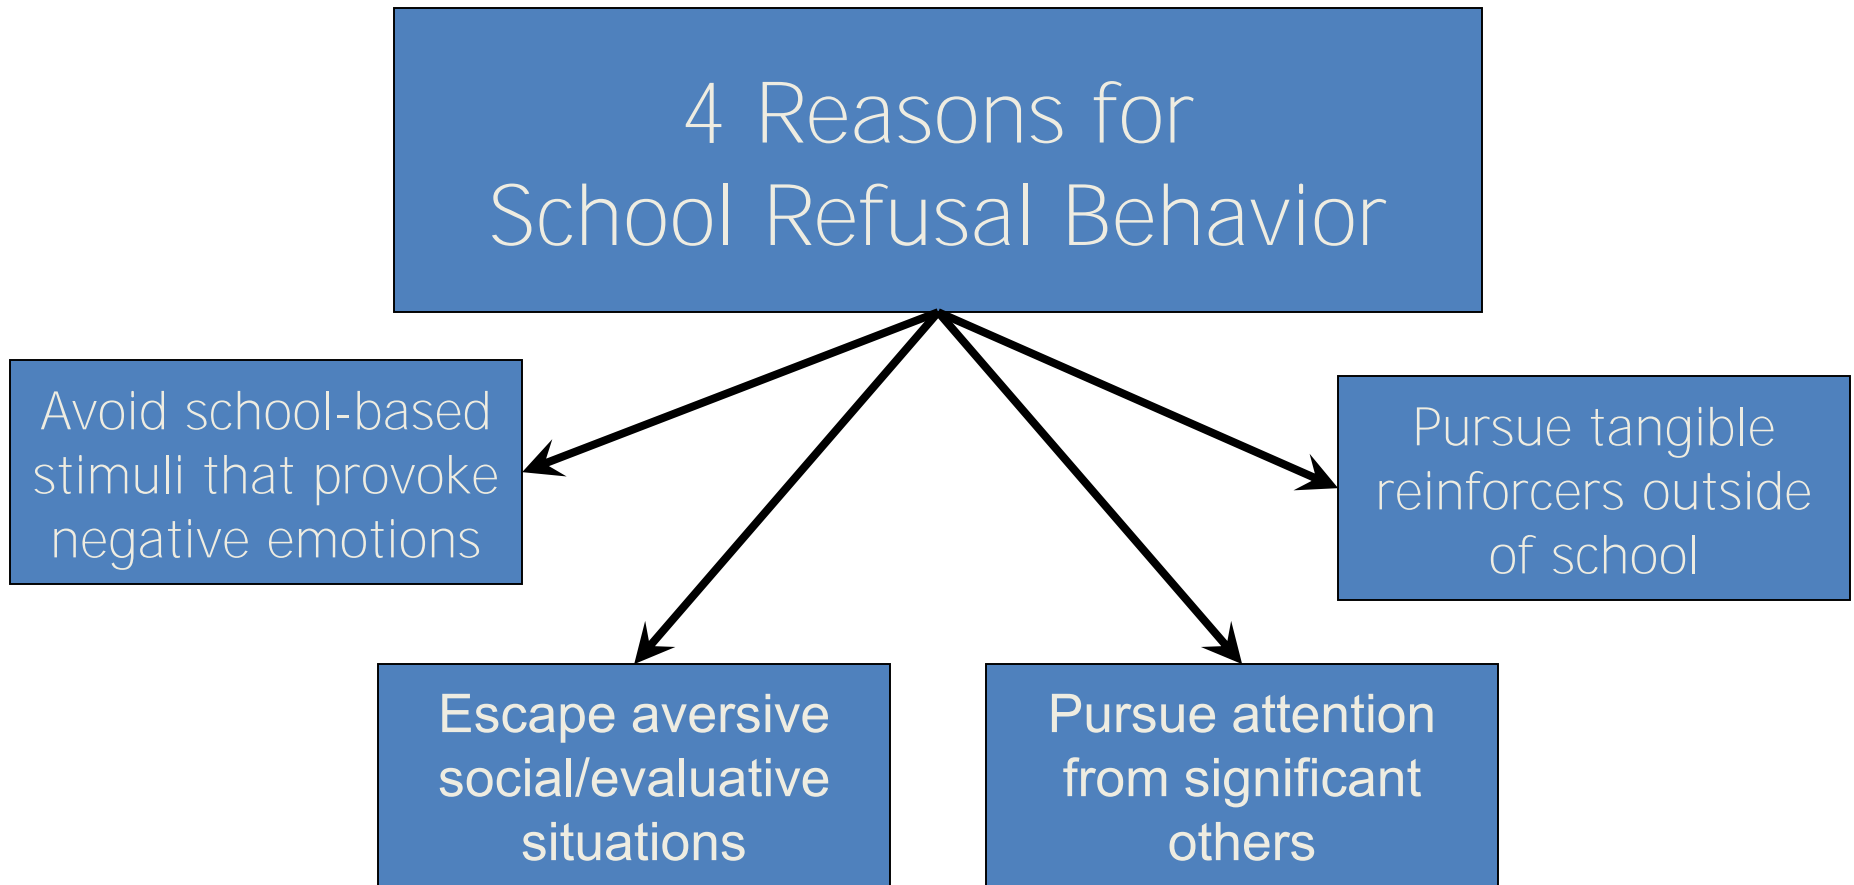 4 Reasons for
School Refusal Behavior
Avoid school-based
stimuli that provoke
negative emotions
Escape aversive
social/evaluative
situations
Pursue attention
from significant
others
Pursue tangible
reinforcers outside
of school